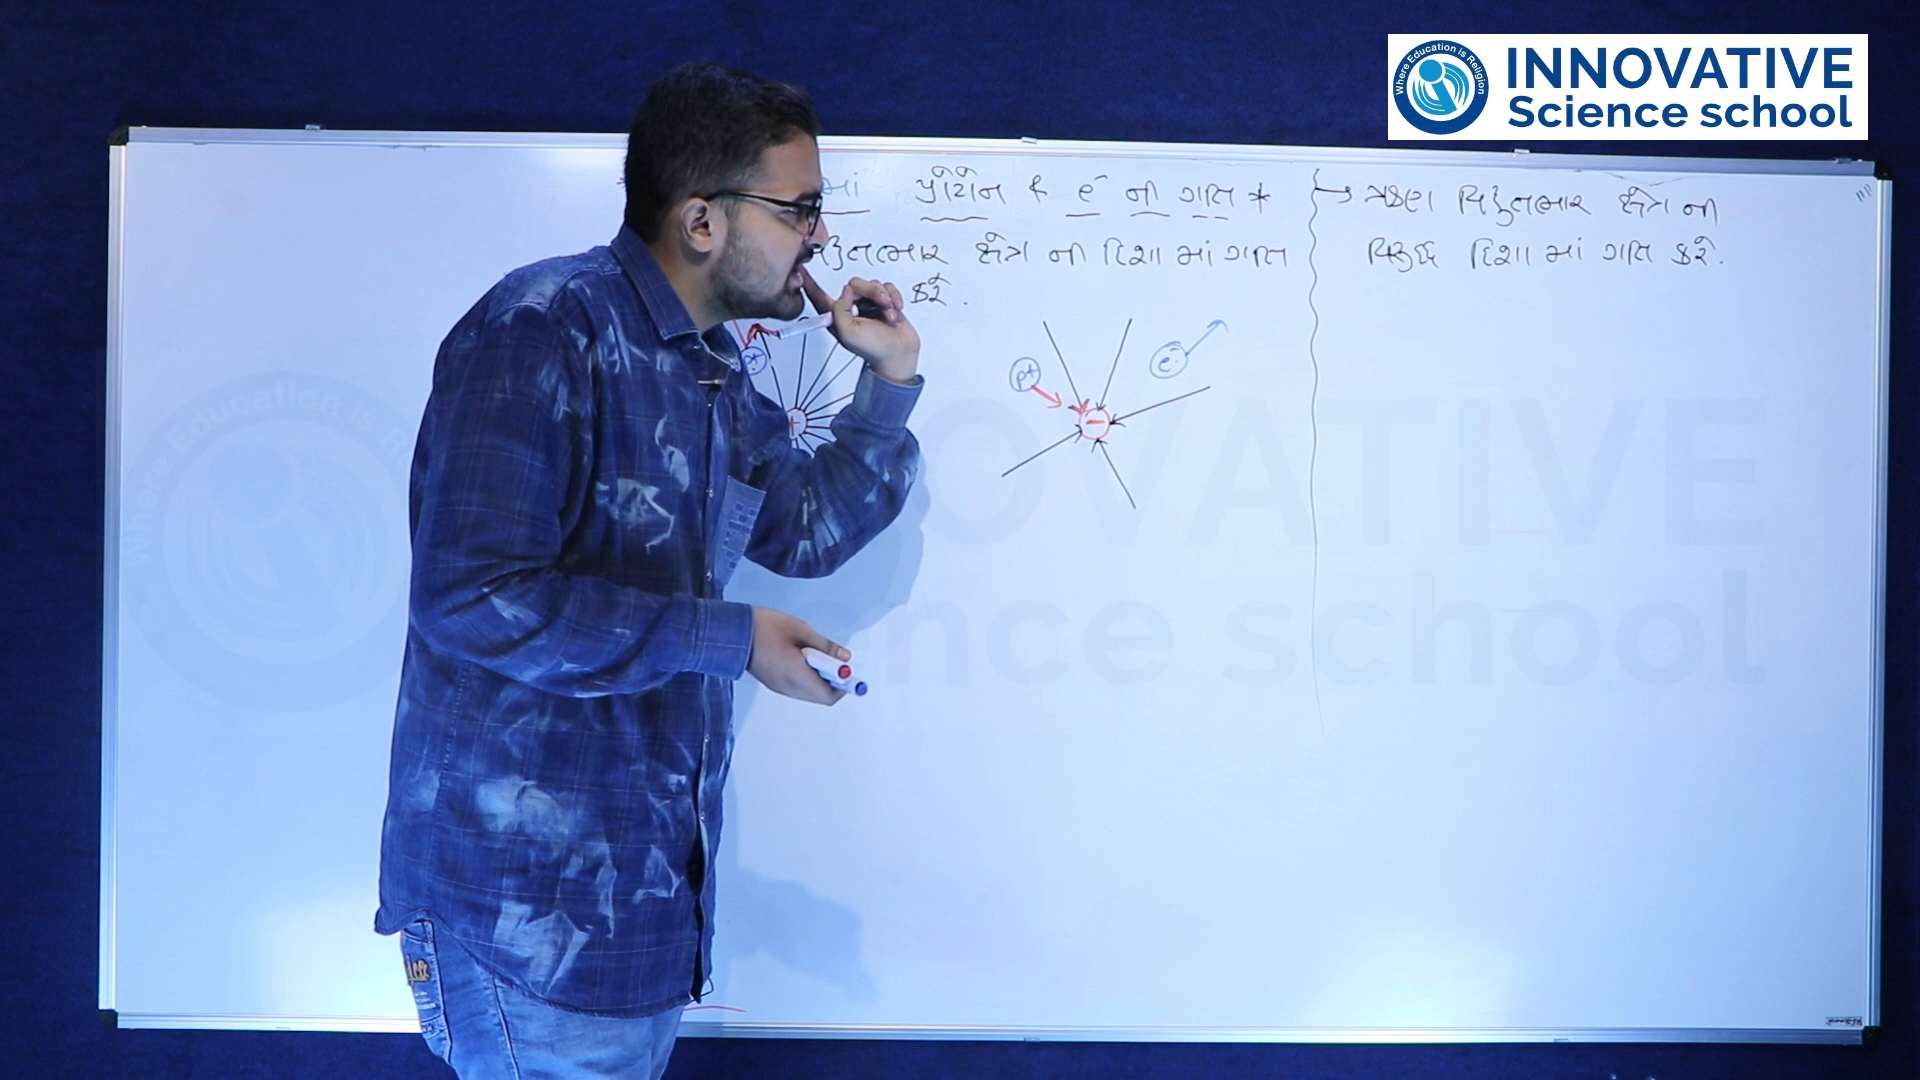 Where Education is Religion
INNOVATIVE
Science school
માં પ્રોટોન & e⁻ ની ગતિ *
વિદ્યુતભાર ક્ષેત્ર ની દિશા માં ગતિ
કરે.
→ ઋણ વિદ્યુતભાર ક્ષેત્ર ની
વિરુદ્ધ દિશા માં ગતિ કરે.
p+
+
p+
e⁻
−